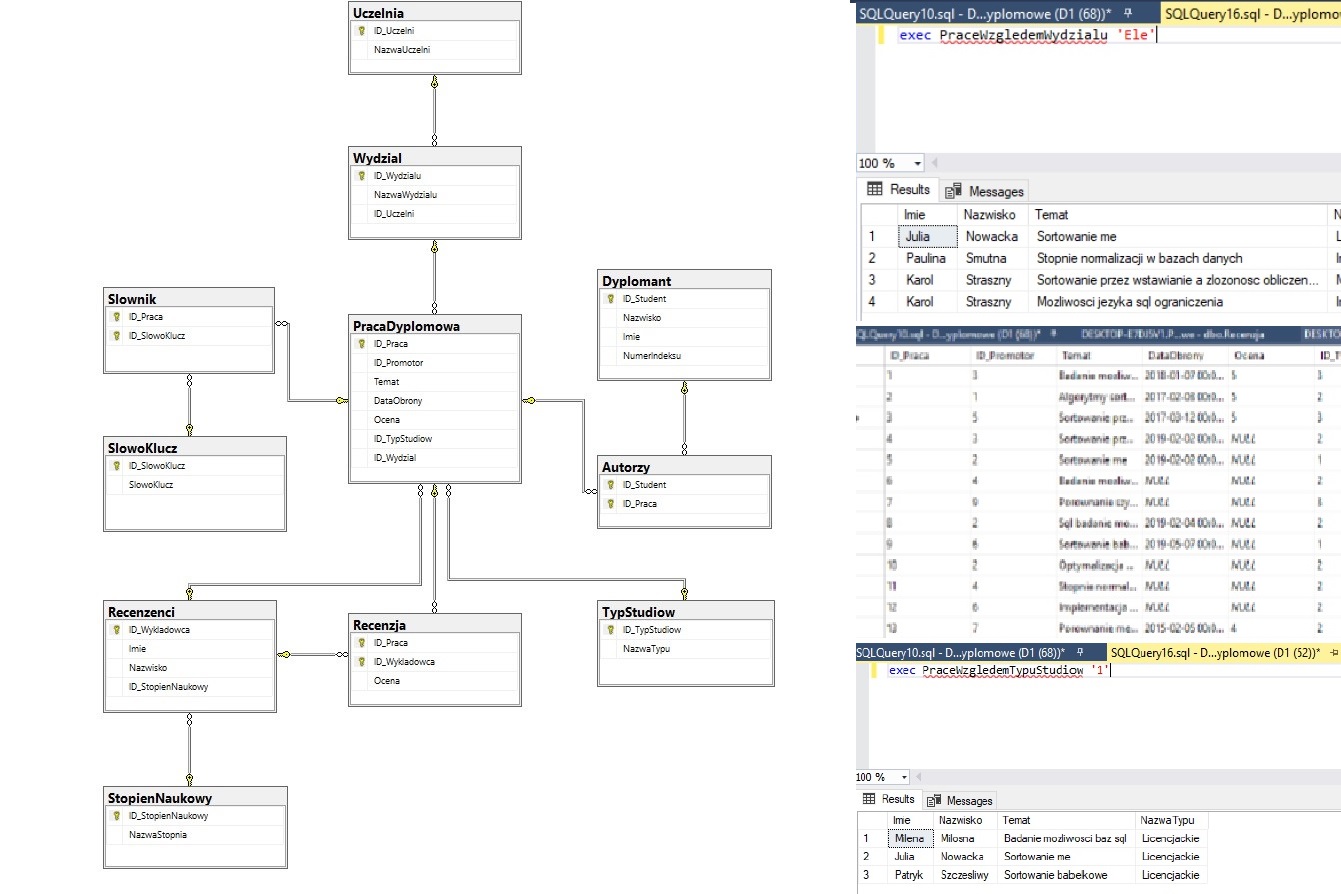 Uczelnia
ID_Uczelni
NazwaUczelni
Wydzial
ID_Wydzialu
NazwaWydzialu
ID_Uczelni
Slownik
ID_Praca
ID_SlowoKlucz
SlowoKlucz
ID_SlowoKlucz
SlowoKlucz
PracaDyplomowa
ID_Praca
ID_Promotor
Temat
DataObrony
Ocena
ID_TypStudiow
ID_Wydzial
Dyplomant
ID_Student
Nazwisko
Imie
NumerIndeksu
Autorzy
ID_Student
ID_Praca
Recenzenci
ID_Wykladowca
Imie
Nazwisko
ID_StopienNaukowy
Recenzja
ID_Praca
ID_Wykladowca
Ocena
TypStudiow
ID_TypStudiow
NazwaTypu
StopienNaukowy
ID_StopienNaukowy
NazwaStopnia
SQLQuery10.sql - D...yplomowe (D1 (68))* SQLQuery16.sql - D...yplomo
exec PraceWzgledemWydzialu 'Ele'
100 %
Results Messages
Imie Nazwisko Temat
1 Julia Nowacka Sortowanie me
2 Paulina Smutna Stopnie normalizacji w bazach danych
3 Karol Straszny Sortowanie przez wstawianie a zlozonosc obliczen...
4 Karol Straszny Mozliwosci jezyka sql ograniczenia
SQLQuery10.sql - D...yplomowe (D1 (68))* DESKTOP-E7DJ5V1.P...we - dbo.Recenzja DESKTO
ID_Praca ID_Promotor Temat DataObrony Ocena ID_T
1 3 Badanie mozliw... 2018-01-07 00:0... 5 3
2 1 Algorytmy sort... 2017-02-08 00:0... 5 2
3 5 Sortowanie prz... 2017-03-12 00:0... 5 3
4 3 Sortowanie prz... 2019-02-02 00:0... NULL 2
5 2 Sortowanie me 2019-02-02 00:0... NULL 1
6 4 Badanie mozliw... NULL NULL 2
7 Porownanie szy... NULL NULL
8 2 Sql badanie mo... 2019-02-04 00:0... NULL 2
9 6 Sortowanie bab... 2019-05-07 00:0... NULL 1
10 2 Optymalizacja ... NULL NULL 2
11 4 Stopnie normal... NULL NULL 2
12 6 Implementacja ... NULL NULL 2
13 7 Porownanie me... 2015-02-05 00:0... 4 2
SQLQuery10.sql - D...yplomowe (D1 (68))* SQLQuery16.sql - D...yplomowe (D1 (52))*
exec PraceWzgledemTypuStudiow '1'
100 %
Results Messages
Imie Nazwisko Temat NazwaTypu
1 Milena Milosna Badanie mozliwosci baz sql Licencjackie
2 Julia Nowacka Sortowanie me Licencjackie
3 Patryk Szczesliwy Sortowanie babelkowe Licencjackie